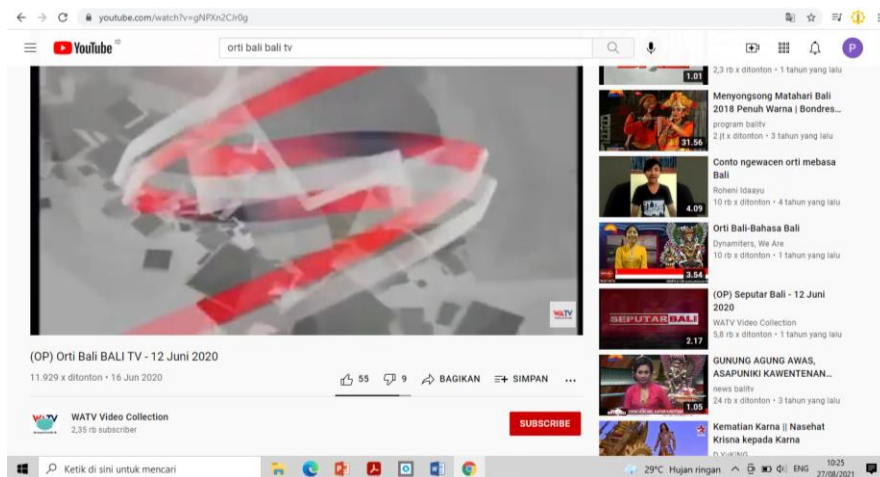 youtube.com/watch?v=gNPXn2CJr0g
YouTube ID
orti bali bali tv
P
1.01
2,3 rb x ditonton • 1 tahun yang lalu
Menyongsong Matahari Bali
2018 Penuh Warna | Bondres...
program balitv
2 jt x ditonton • 3 tahun yang lalu
31.56
Conto ngewacen orti mebasa
Bali
Roheni Idaayu
10 rb x ditonton • 4 tahun yang lalu
4.09
Orti Bali-Bahasa Bali
Dynamiters, We Are
10 rb x ditonton • 1 tahun yang lalu
3.54
(OP) Seputar Bali - 12 Juni
2020
WATV Video Collection
5,8 rb x ditonton • 1 tahun yang lalu
SEPUTAR BALI
2.17
GUNUNG AGUNG AWAS,
ASAPUNIKI KAWENTENAN...
news balitv
24 rb x ditonton • 3 tahun yang lalu
1.05
Kematian Karna || Nasehat
Krisna kepada Karna
D YuKING
WATV
(OP) Orti Bali BALI TV - 12 Juni 2020
11.929 x ditonton • 16 Jun 2020
55
9
BAGIKAN
SIMPAN
WATV
WATV Video Collection
2,35 rb subscriber
SUBSCRIBE
Ketik di sini untuk mencari
29°C Hujan ringan
ENG
10:25
27/08/2021